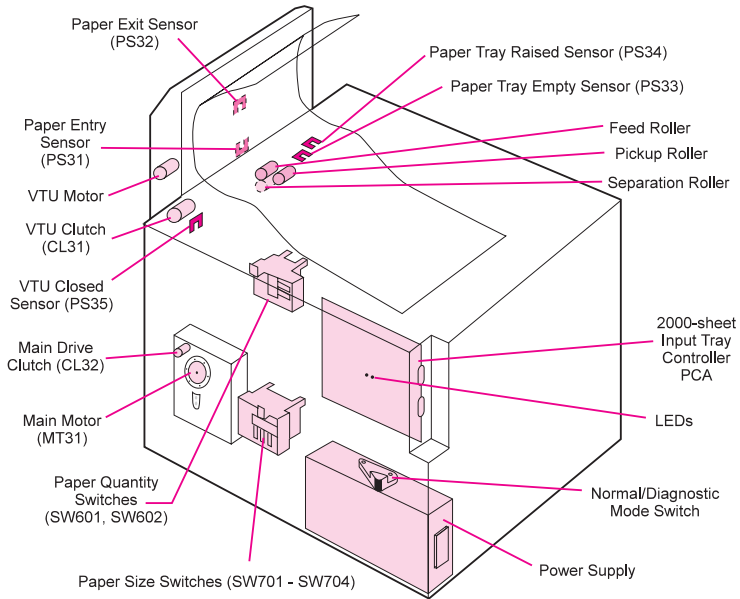 Paper Exit Sensor
(PS32)
Paper Tray Raised Sensor (PS34)
Paper Tray Empty Sensor (PS33)
Paper Entry
Sensor
(PS31)
Feed Roller
Pickup Roller
Separation Roller
VTU Motor
VTU Clutch
(CL31)
VTU Closed
Sensor (PS35)
2000-sheet
Input Tray
Controller
PCA
Main Drive
Clutch (CL32)
LEDs
Main Motor
(MT31)
Paper Quantity
Switches
(SW601, SW602)
Normal/Diagnostic
Mode Switch
Power Supply
Paper Size Switches (SW701 - SW704)